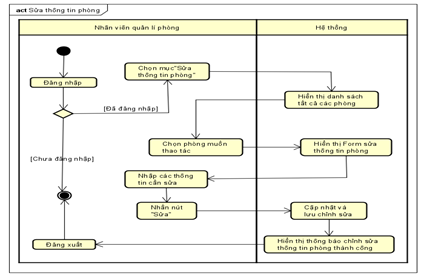 act Sửa thông tin phòng
Nhân viên quản lí phòng
Hệ thống
Đăng nhập
Chọn mục"Sửa
thông tin phòng"
[Đã đăng nhập]
Hiển thị danh sách
tất cả các phòng
Chọn phòng muốn
thao tác
Hiển thị Form sửa
thông tin phòng
[Chưa đăng nhập]
Nhập các thông
tin cần sửa
Nhấn nút
"Sửa"
Cập nhật và
lưu chỉnh sửa
Đăng xuất
Hiển thị thông báo chỉnh sửa
thông tin phòng thành công